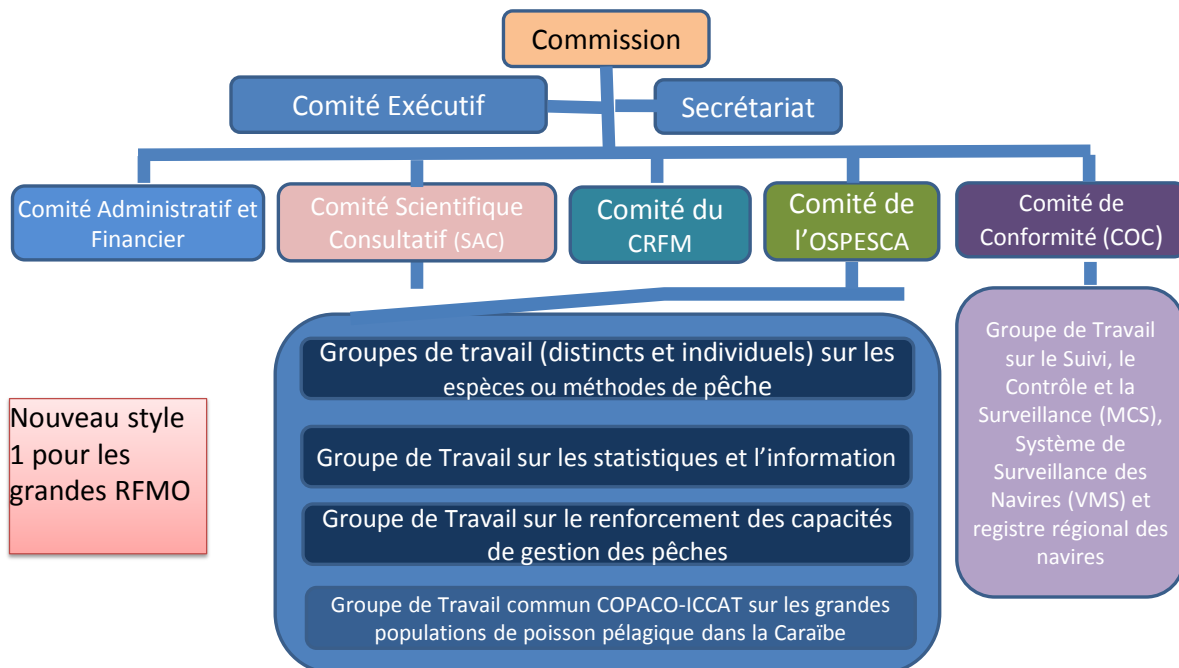 Commission
Comité Exécutif
Secrétariat
Comité Administratif et
Financier
Comité Scientifique
Consultatif (SAC)
Comité du
CRFM
Comité de
l'OSPESCA
Comité de
Conformité (COC)
Groupes de travail (distincts et individuels) sur les
espèces ou méthodes de pêche
Groupe de Travail sur les statistiques et l'information
Groupe de Travail sur le renforcement des capacités
de gestion des pêches
Groupe de Travail commun COPACO-ICCAT sur les grandes
populations de poisson pélagique dans la Caraïbe
Groupe de Travail
sur le Suivi, le
Contrôle et la
Surveillance (MCS),
Système de
Surveillance des
Navires (VMS) et
registre régional des
navires
Nouveau style
1 pour les
grandes RFMO